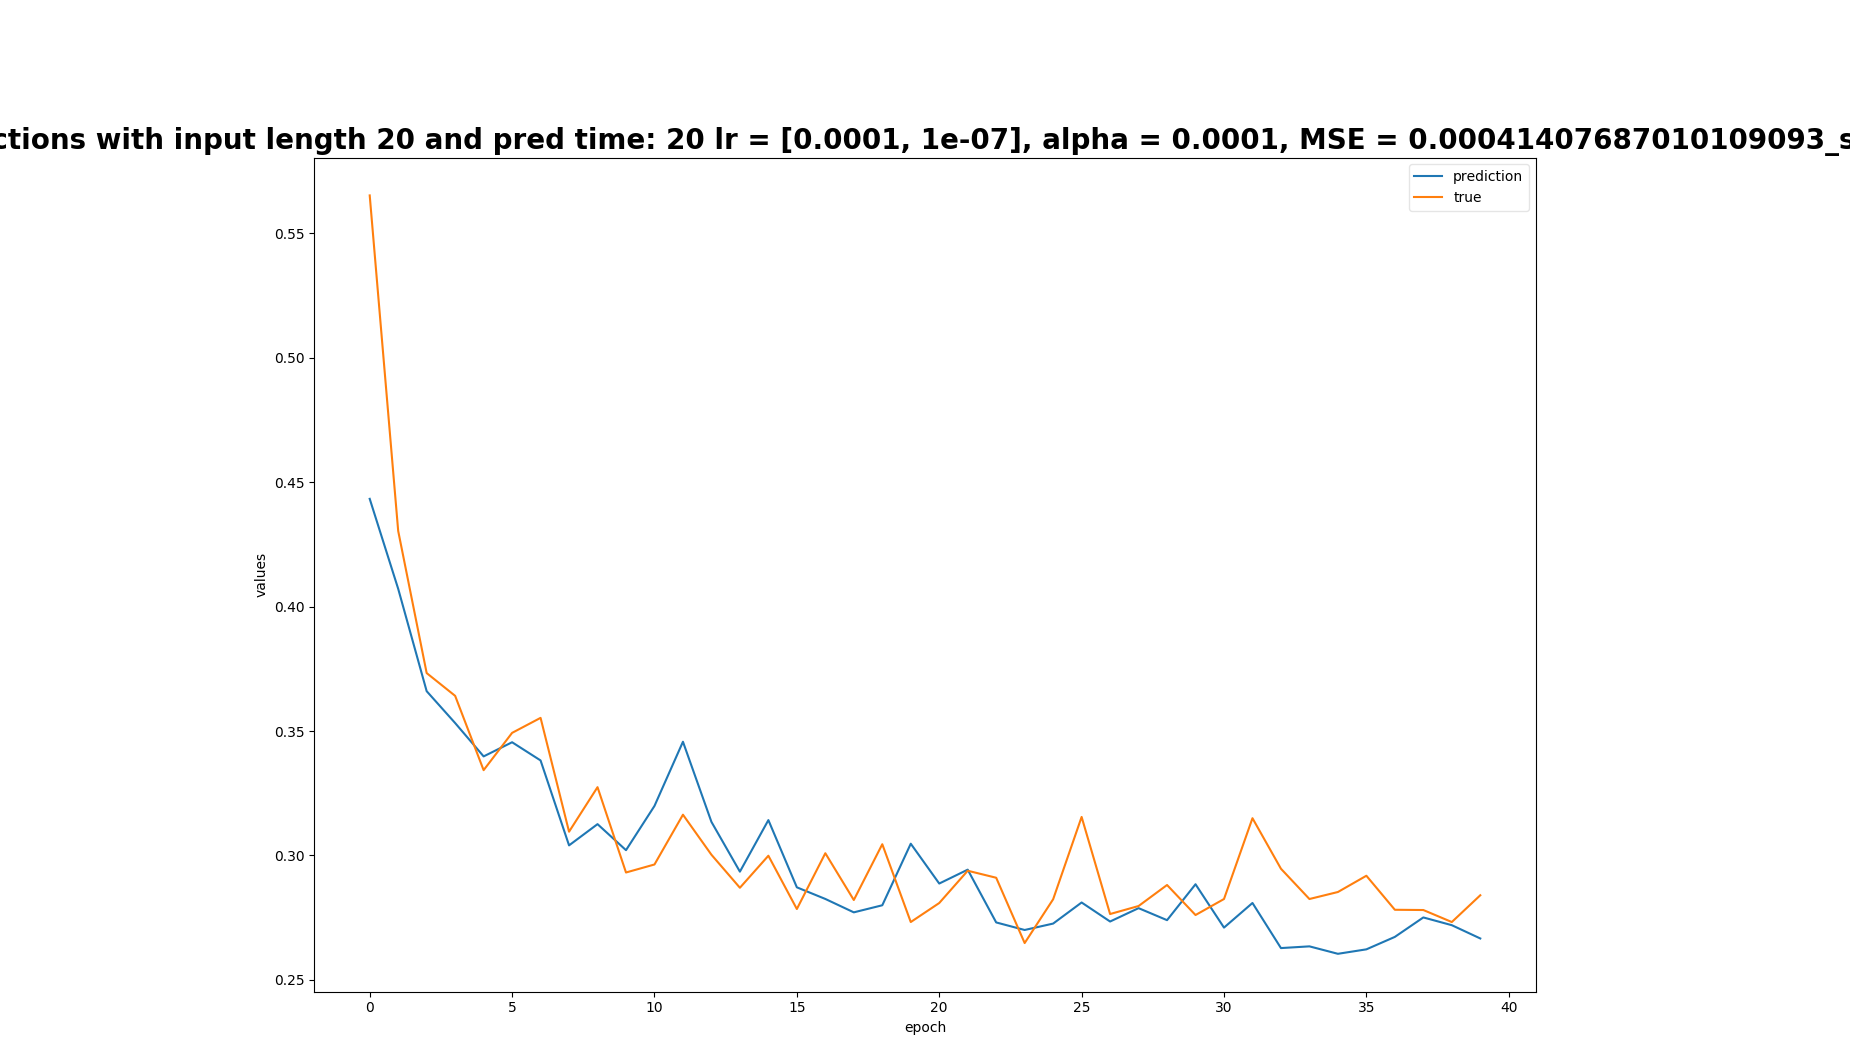 ctions with input length 20 and pred time: 20 lr = [0.0001, 1e-07], alpha = 0.0001, MSE = 0.00041407687010109093_s
prediction
true
0.55
0.50
0.45
0.40
0.35
0.30
0.25
values
0 5 10 15 20 25 30 35 40
epoch